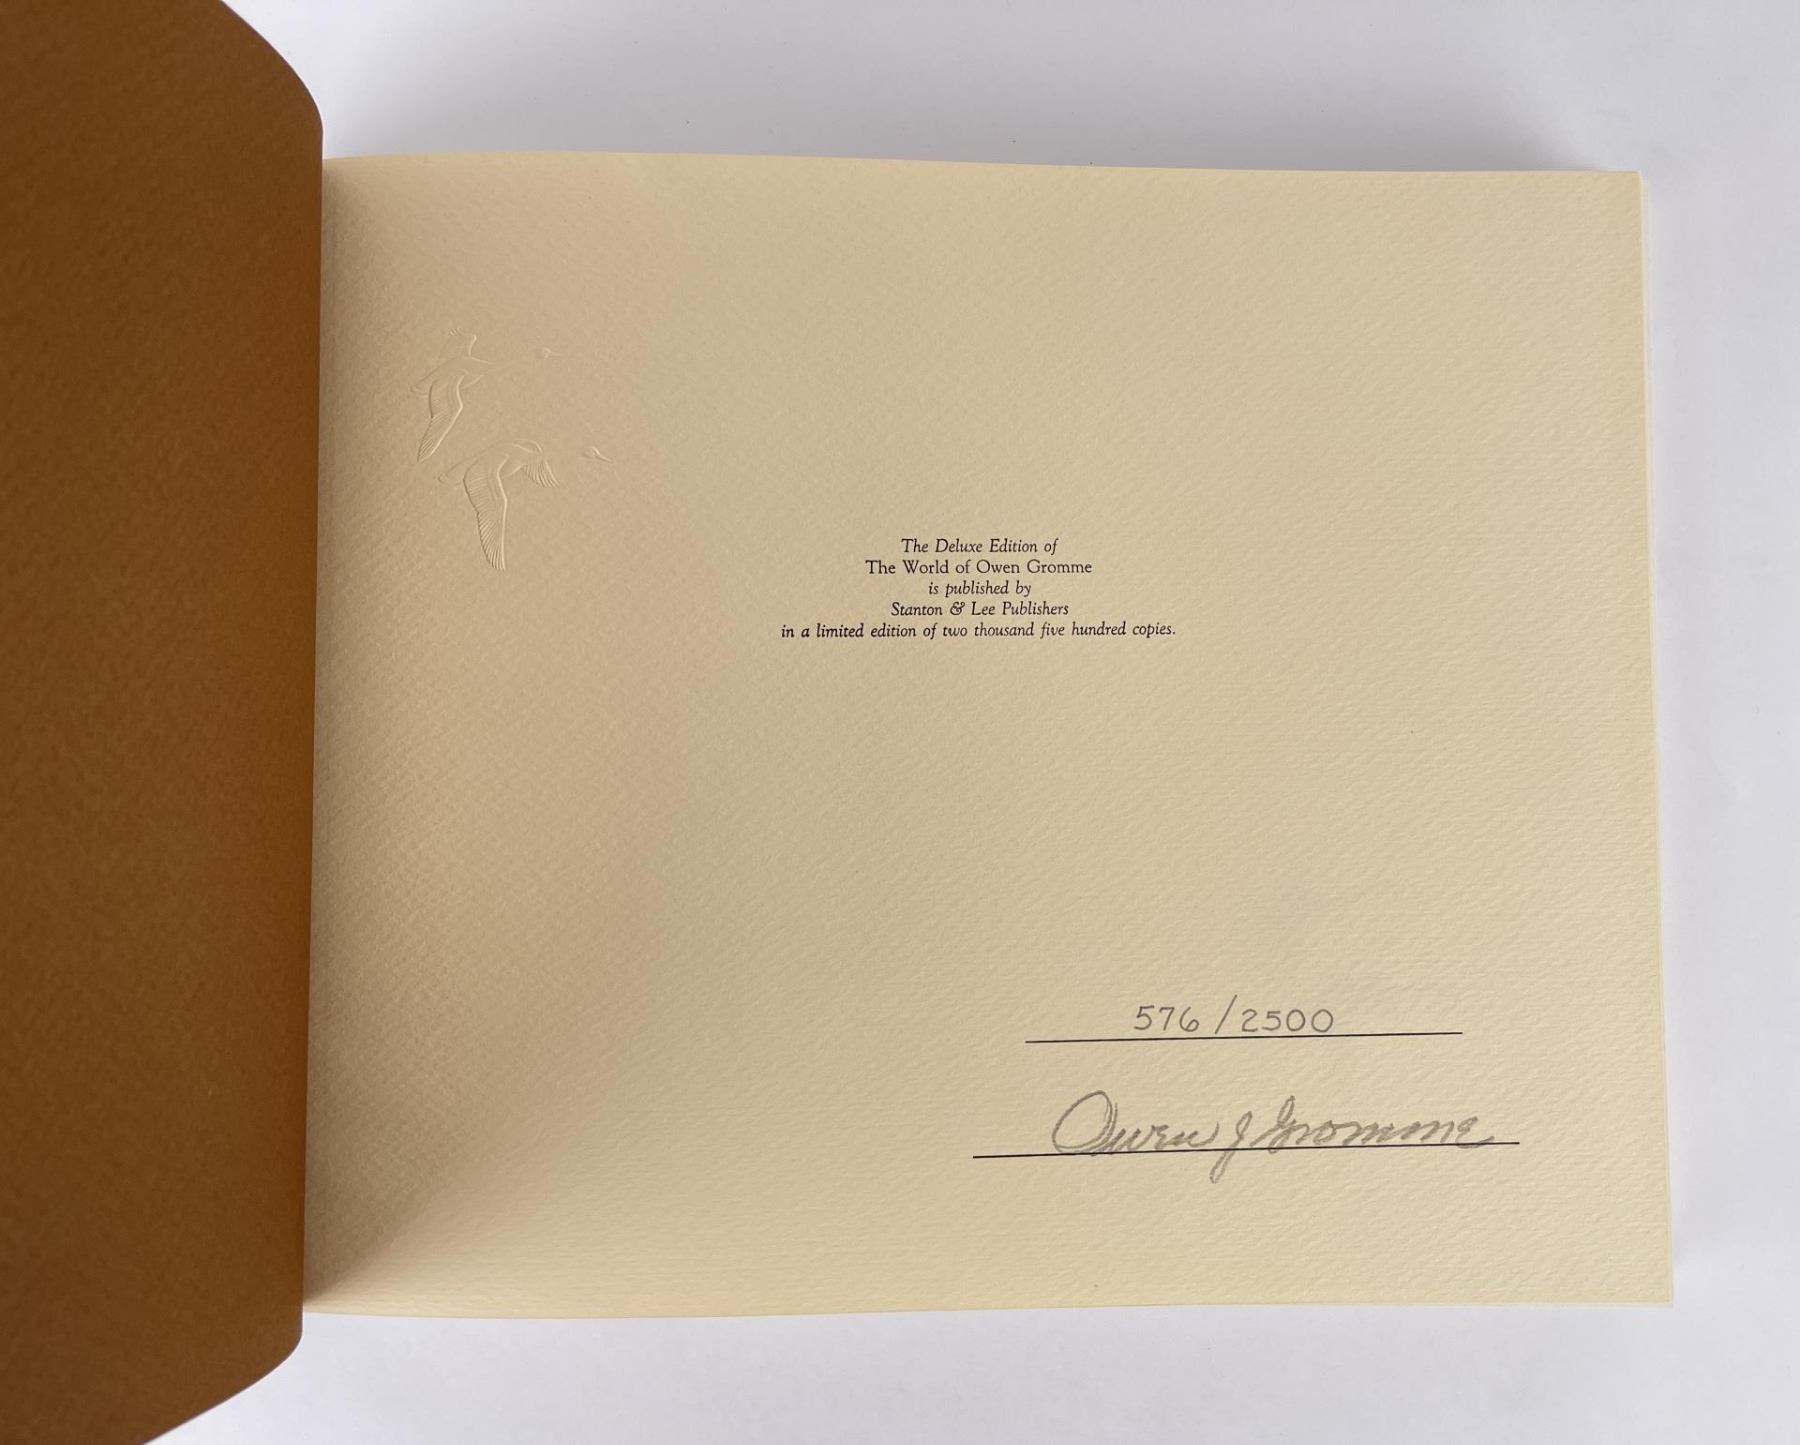 The Deluxe Edition of
The World of Owen Gromme
is published by
Stanton & Lee Publishers
in a limited edition of two thousand five hundred copies.
576/2500
Owen J Gromme